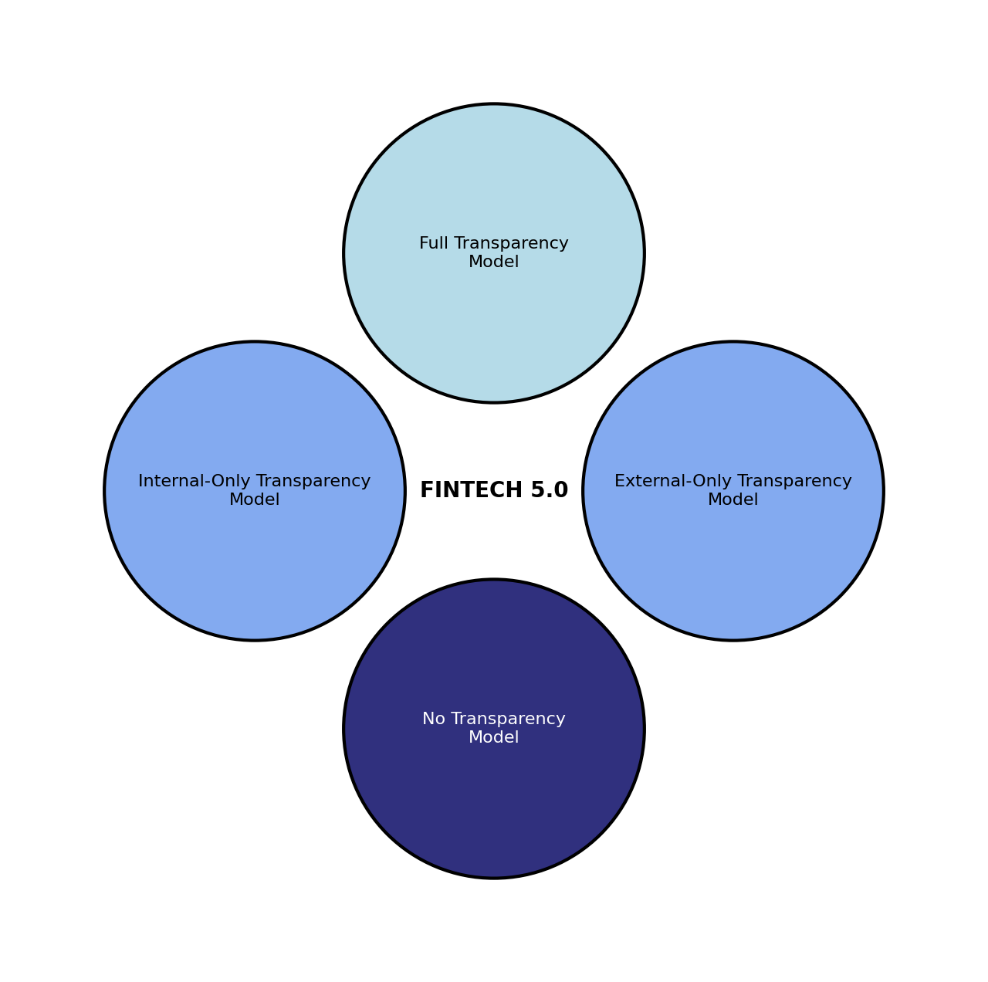 Full Transparency
Model
Internal-Only Transparency
Model
FINTECH 5.0
External-Only Transparency
Model
No Transparency
Model